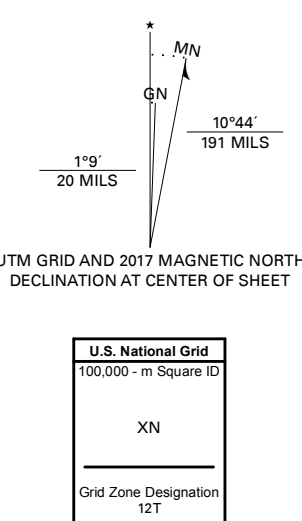 ★
MN
GN
10°44´
191 MILS
1°9´
20 MILS
UTM GRID AND 2017 MAGNETIC NORTH
DECLINATION AT CENTER OF SHEET
U.S. National Grid
100,000 - m Square ID
XN
Grid Zone Designation
12T